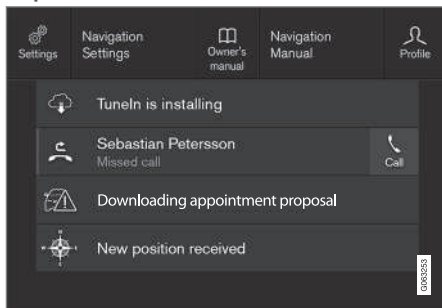 Settings
Navigation
Settings
Owner's
manual
Navigation
Manual
Profile
TuneIn is installing
Sebastian Petersson
Missed call
Call
Downloading appointment proposal
New position received
G063253